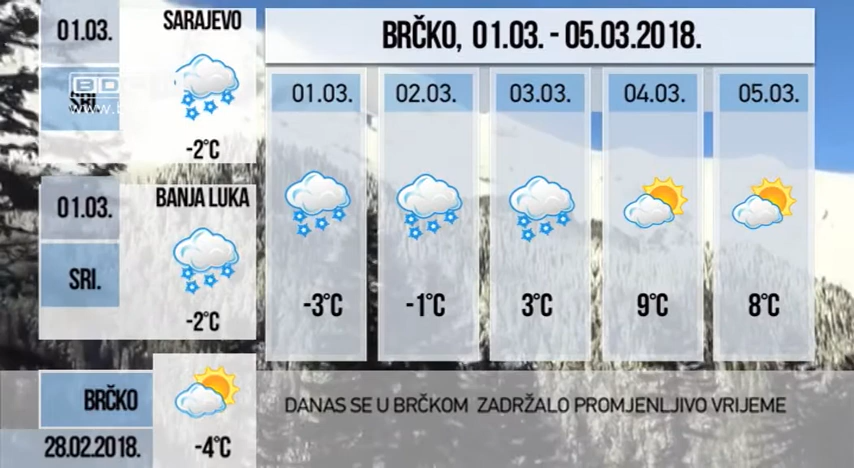 01.03.
SARAJEVO
SRI.
-2°C
01.03.
BANJA LUKA
SRI.
-2°C
BRČKO
28.02.2018.
-4°C
BRČKO, 01.03. - 05.03.2018.
01.03. 02.03. 03.03. 04.03. 05.03.
-3°C -1°C 3°C 9°C 8°C
DANAS SE U BRČKOM ZADRŽALO PROMJENLJIVO VRIJEME